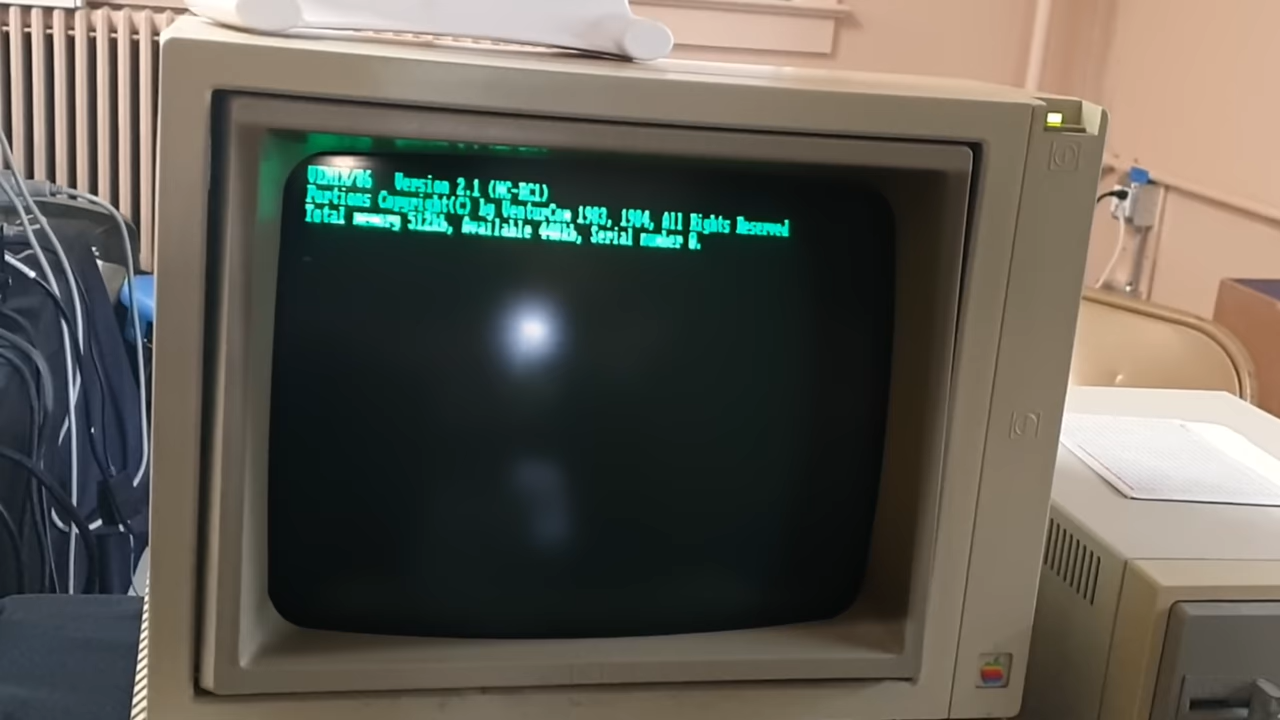 VENIX/86 Version 2.1 (MC-RC1)
Portions Copyright(C) by VenturCom 1983, 1984, All Rights Reserved
Total memory 512kb, Available 440kb, Serial number 0.